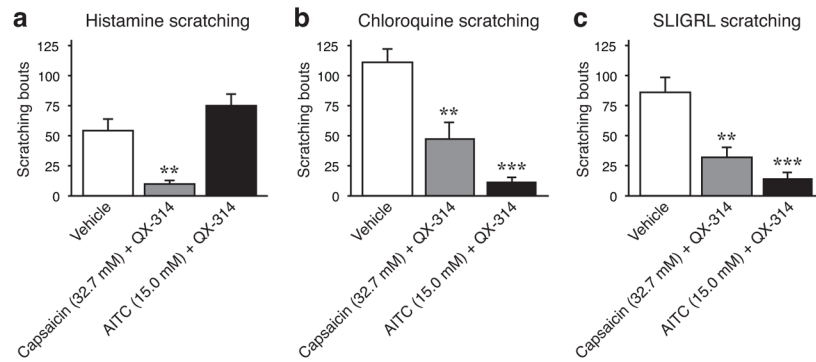 a Histamine scratching
Scratching bouts
125
100
75
50
25
0
**
Vehicle
Capsaicin (32.7 mM) + QX-314
AITC (15.0 mM) + QX-314
b Chloroquine scratching
Scratching bouts
125
100
75
50
25
0
**
***
Vehicle
Capsaicin (32.7 mM) + QX-314
AITC (15.0 mM) + QX-314
c SLIGRL scratching
Scratching bouts
125
100
75
50
25
0
**
***
Vehicle
Capsaicin (32.7 mM) + QX-314
AITC (15.0 mM) + QX-314